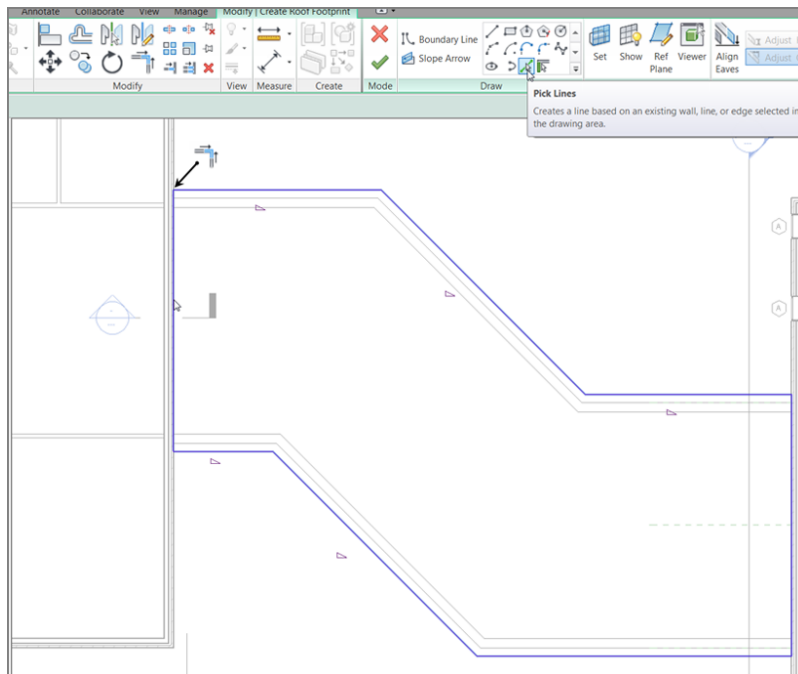 Annotate Collaborate View Manage Modify | Create Roof Footprint
Boundary Line
Slope Arrow
Set Show Ref Plane Viewer Align Eaves
Adjust
Adjust
Modify View Measure Create Mode Draw
Pick Lines
Creates a line based on an existing wall, line, or edge selected in
the drawing area.
A
A